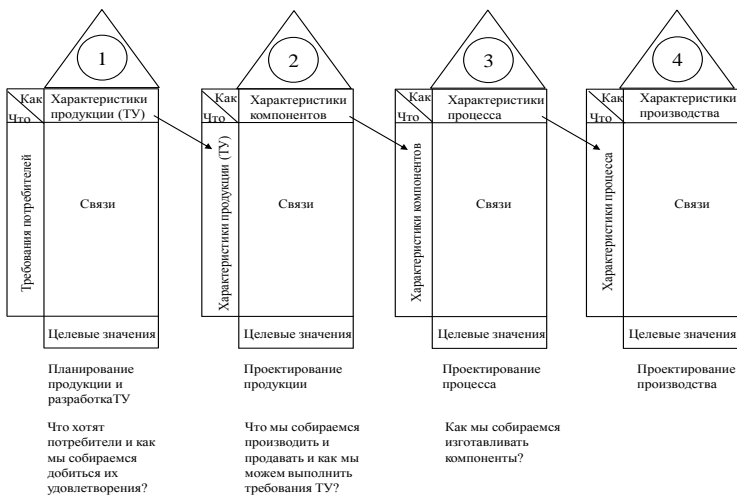 1
2
3
4
Как
Что
Характеристики
продукции (ТУ)
Как
Что
Характеристики
компонентов
Как
Что
Характеристики
процесса
Как
Что
Характеристики
производства
Требования потребителей
Связи
Характеристики продукции (ТУ)
Связи
Характеристики компонентов
Связи
Характеристики процесса
Связи
Целевые значения
Целевые значения
Целевые значения
Целевые значения
Планирование
продукции и
разработкаТУ
Проектирование
продукции
Проектирование
процесса
Проектирование
производства
Что хотят
потребители и как
мы собираемся
добиться их
удовлетворения?
Что мы собираемся
производить и
продавать и как мы
можем выполнить
требования ТУ?
Как мы собираемся
изготавливать
компоненты?